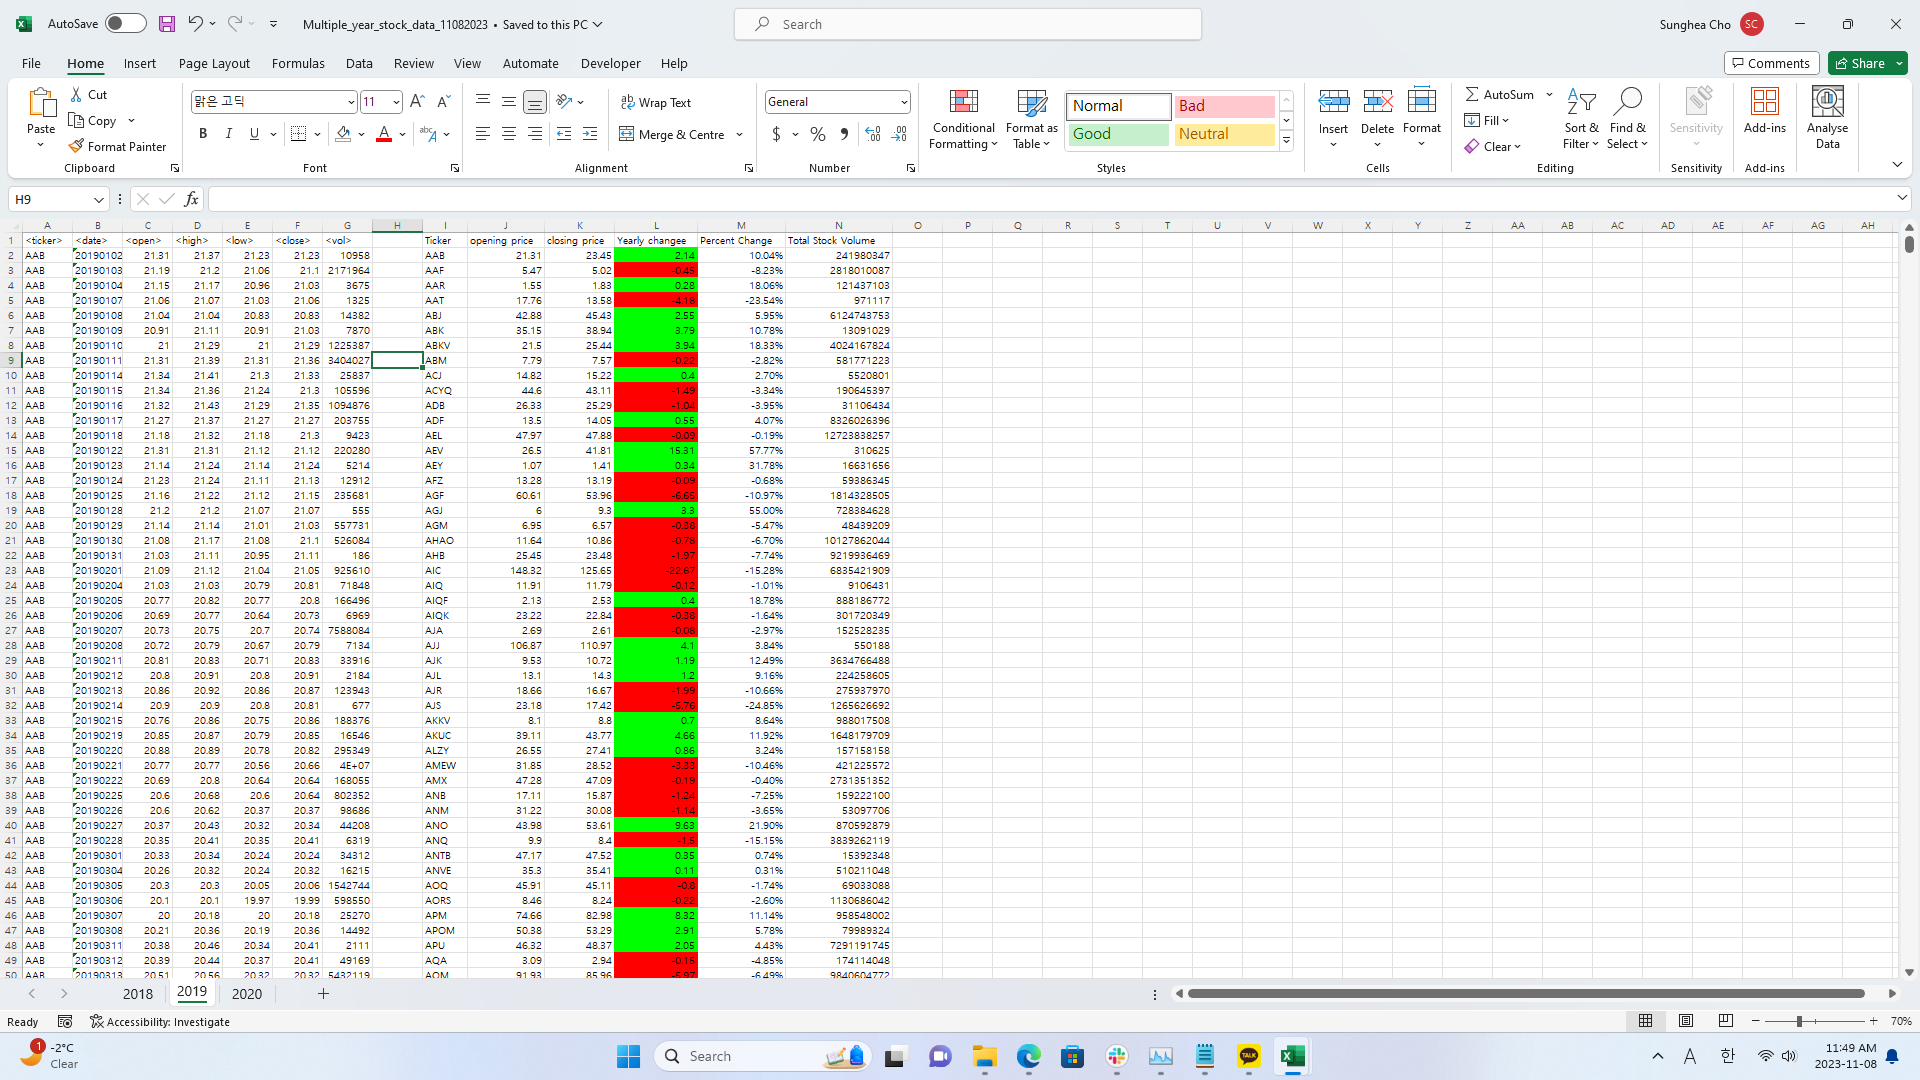 AutoSave Multiple_year_stock_data_11082023 • Saved to this PC Search Sunghea Cho SC
File Home Insert Page Layout Formulas Data Review View Automate Developer Help Comments Share
Paste Cut Copy Format Painter Clipboard
맑은 고딕 11 B I U Font
Wrap Text Merge & Centre Alignment
General $ % Number
Conditional Formatting Format as Table Normal Bad Good Neutral Styles
Insert Delete Format Cells
AutoSum Fill Clear Sort & Filter Find & Select Editing
Sensitivity Sensitivity Add-ins Add-ins Analyse Data
H9 fx
A B C D E F G H I J K L M N O P Q R S T U V W X Y Z AA AB AC AD AE AF AG AH
1 <ticker> <date> <open> <high> <low> <close> <vol> Ticker opening price closing price Yearly changee Percent Change Total Stock Volume
2 AAB 20190102 21.31 21.37 21.23 21.23 10958 AAB 21.31 23.45 2.14 10.04% 241980347
3 AAB 20190103 21.19 21.2 21.06 21.1 2171964 AAF 5.47 5.02 -0.45 -8.23% 2818010087
4 AAB 20190104 21.15 21.17 20.96 21.03 3675 AAR 1.55 1.83 0.28 18.06% 121437103
5 AAB 20190107 21.06 21.07 21.03 21.06 1325 AAT 17.76 13.58 -4.18 -23.54% 971117
6 AAB 20190108 21.04 21.04 20.83 20.83 14382 ABJ 42.88 45.43 2.55 5.95% 6124743753
7 AAB 20190109 20.91 21.11 20.91 21.03 7870 ABK 35.15 38.94 3.79 10.78% 13091029
8 AAB 20190110 21 21.29 21 21.29 1225387 ABKV 21.5 25.44 3.94 18.33% 4024167824
9 AAB 20190111 21.31 21.39 21.31 21.36 3404027 ABM 7.79 7.57 -0.22 -2.82% 581771223
10 AAB 20190114 21.34 21.41 21.3 21.33 25837 ACJ 14.82 15.22 0.4 2.70% 5520801
11 AAB 20190115 21.34 21.36 21.24 21.3 105596 ACYQ 44.6 43.11 -1.49 -3.34% 190645397
12 AAB 20190116 21.32 21.43 21.29 21.35 1094876 ADB 26.33 25.29 -1.04 -3.95% 31106434
13 AAB 20190117 21.27 21.37 21.27 21.27 203755 ADF 13.5 14.05 0.55 4.07% 8326026396
14 AAB 20190118 21.18 21.32 21.18 21.3 9423 AEL 47.97 47.88 -0.09 -0.19% 12723838257
15 AAB 20190122 21.31 21.31 21.12 21.12 220280 AEV 26.5 41.81 15.31 57.77% 310625
16 AAB 20190123 21.14 21.24 21.14 21.24 5214 AEY 1.07 1.41 0.34 31.78% 16631656
17 AAB 20190124 21.23 21.24 21.11 21.13 12912 AFZ 13.28 13.19 -0.09 -0.68% 59386345
18 AAB 20190125 21.16 21.22 21.12 21.15 235681 AGF 60.61 53.96 -6.65 -10.97% 1814328505
19 AAB 20190128 21.2 21.2 21.07 21.07 555 AGJ 6 9.3 3.3 55.00% 728384628
20 AAB 20190129 21.14 21.14 21.01 21.03 557731 AGM 6.95 6.57 -0.38 -5.47% 48439209
21 AAB 20190130 21.08 21.17 21.08 21.1 526084 AHAO 11.64 10.86 -0.78 -6.70% 10127862044
22 AAB 20190131 21.03 21.11 20.95 21.11 186 AHB 25.45 23.48 -1.97 -7.74% 9219936469
23 AAB 20190201 21.09 21.12 21.04 21.05 925610 AIC 148.32 125.65 -22.67 -15.28% 6835421909
24 AAB 20190204 21.03 21.03 20.79 20.81 71848 AIQ 11.91 11.79 -0.12 -1.01% 9106431
25 AAB 20190205 20.77 20.82 20.77 20.8 166496 AIQF 2.13 2.53 0.4 18.78% 888186772
26 AAB 20190206 20.69 20.77 20.64 20.73 6969 AIQK 23.22 22.84 -0.38 -1.64% 301720349
27 AAB 20190207 20.73 20.75 20.7 20.74 7588084 AJA 2.69 2.61 -0.08 -2.97% 152528235
28 AAB 20190208 20.72 20.79 20.67 20.79 7134 AJJ 106.87 110.97 4.1 3.84% 550188
29 AAB 20190211 20.81 20.83 20.71 20.83 33916 AJK 9.53 10.72 1.19 12.49% 3634766488
30 AAB 20190212 20.8 20.91 20.8 20.91 2184 AJL 13.1 14.3 1.2 9.16% 224258605
31 AAB 20190213 20.86 20.92 20.86 20.87 123943 AJR 18.66 16.67 -1.99 -10.66% 275937970
32 AAB 20190214 20.9 20.9 20.8 20.81 677 AJS 23.18 17.42 -5.76 -24.85% 1265626692
33 AAB 20190215 20.76 20.86 20.75 20.86 188376 AKKV 8.1 8.8 0.7 8.64% 988017508
34 AAB 20190219 20.85 20.87 20.79 20.85 16546 AKUC 39.11 43.77 4.66 11.92% 1648179709
35 AAB 20190220 20.88 20.89 20.78 20.82 295349 ALZY 26.55 27.41 0.86 3.24% 157158158
36 AAB 20190221 20.77 20.77 20.56 20.66 4E+07 AMEW 31.85 28.52 -3.33 -10.46% 421225572
37 AAB 20190222 20.69 20.8 20.64 20.64 168055 AMX 47.28 47.09 -0.19 -0.40% 2731351352
38 AAB 20190225 20.6 20.68 20.6 20.64 802352 ANB 17.11 15.87 -1.24 -7.25% 159222100
39 AAB 20190226 20.6 20.62 20.37 20.37 98686 ANM 31.22 30.08 -1.14 -3.65% 53097706
40 AAB 20190227 20.37 20.43 20.32 20.34 44208 ANO 43.98 53.61 9.63 21.90% 870592879
41 AAB 20190228 20.35 20.41 20.35 20.41 6319 ANQ 9.9 8.4 -1.5 -15.15% 3839262119
42 AAB 20190301 20.33 20.34 20.24 20.24 34312 ANTB 47.17 47.52 0.35 0.74% 15392348
43 AAB 20190304 20.26 20.32 20.24 20.32 16215 ANVE 35.3 35.41 0.11 0.31% 510211048
44 AAB 20190305 20.3 20.3 20.05 20.06 1542744 AOQ 45.91 45.11 -0.8 -1.74% 69033088
45 AAB 20190306 20.1 20.1 19.97 19.99 598550 AORS 8.46 8.24 -0.22 -2.60% 1130686042
46 AAB 20190307 20 20.18 20 20.18 25270 APM 74.66 82.98 8.32 11.14% 958548002
47 AAB 20190308 20.21 20.36 20.19 20.36 14492 APOM 50.38 53.29 2.91 5.78% 79989324
48 AAB 20190311 20.38 20.46 20.34 20.41 2111 APU 46.32 48.37 2.05 4.43% 7291191745
49 AAB 20190312 20.39 20.44 20.37 20.41 49169 AQA 3.09 2.94 -0.15 -4.85% 174114048
50 AAB 20190313 20.51 20.56 20.32 20.32 5432119 AQM 91.93 85.96 -5.97 -6.49% 9840604772
2018 2019 2020
Ready Accessibility: Investigate 70%
1 -2°C Clear Search TALK A 한 11:49 AM 2023-11-08